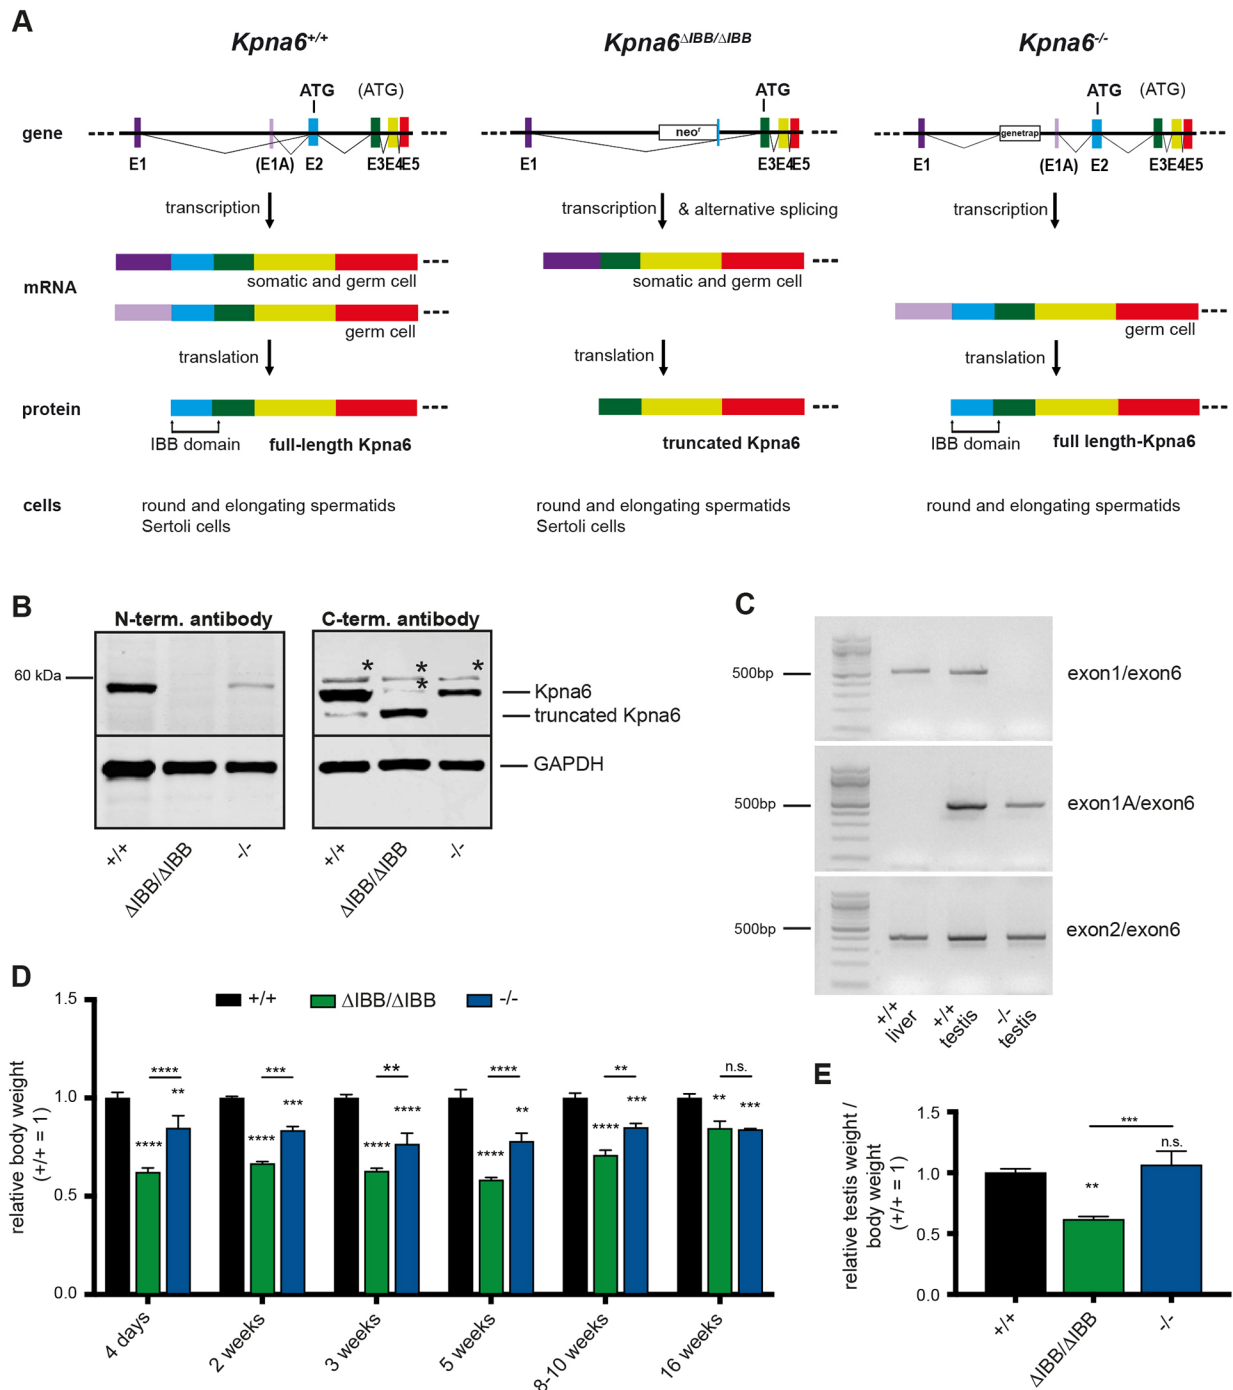 A
Kpna6+/+
Kpna6ΔIBB/ΔIBB
Kpna6-/-
ATG (ATG)
ATG
ATG (ATG)
gene
neoʳ
genetrap
E1 (E1A) E2 E3E4E5
E1 E3E4E5
E1 (E1A) E2 E3E4E5
transcription
transcription & alternative splicing
transcription
mRNA
somatic and germ cell
somatic and germ cell
germ cell
germ cell
translation
translation
translation
protein
IBB domain full-length Kpna6
truncated Kpna6
IBB domain full length-Kpna6
cells
round and elongating spermatids
Sertoli cells
round and elongating spermatids
Sertoli cells
round and elongating spermatids
B
N-term. antibody
C-term. antibody
60 kDa
* * *
*
Kpna6
truncated Kpna6
GAPDH
+/+ ΔIBB/ΔIBB -/-
+/+ ΔIBB/ΔIBB -/-
C
500bp exon1/exon6
500bp exon1A/exon6
500bp exon2/exon6
+/+ liver
+/+ testis
-/- testis
D
relative body weight
(+/+ = 1)
1.5
1.0
0.5
0.0
+/+ ΔIBB/ΔIBB -/-
**** *** ** **** ** n.s.
**** ** **** *** **** **** **** ** **** *** ** ***
4 days 2 weeks 3 weeks 5 weeks 8-10 weeks 16 weeks
E
relative testis weight /
body weight
(+/+ = 1)
1.5
1.0
0.5
0.0
***
n.s.
**
+/+ ΔIBB/ΔIBB -/-